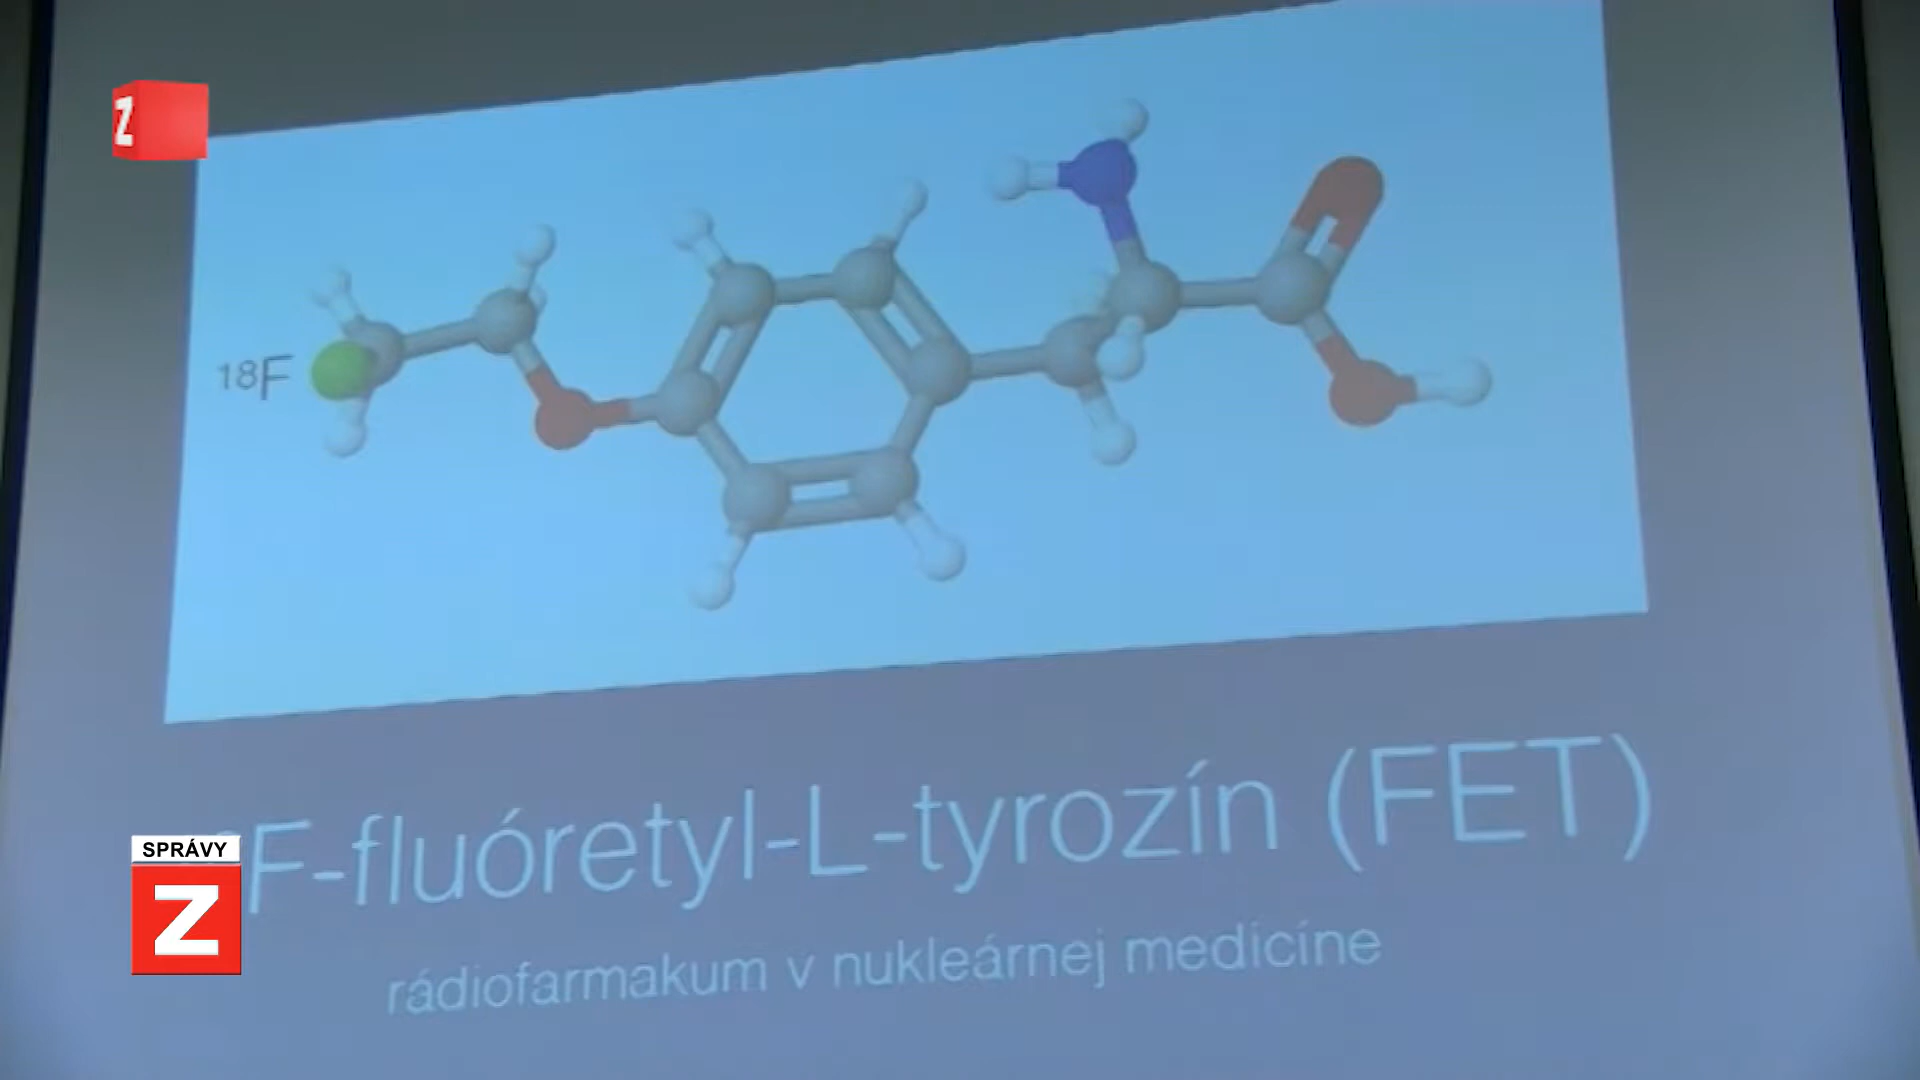 Z
¹⁸F
F-fluóretyl-L-tyrozín (FET)
rádiofarmakum v nukleárnej medicíne
SPRÁVY
Z